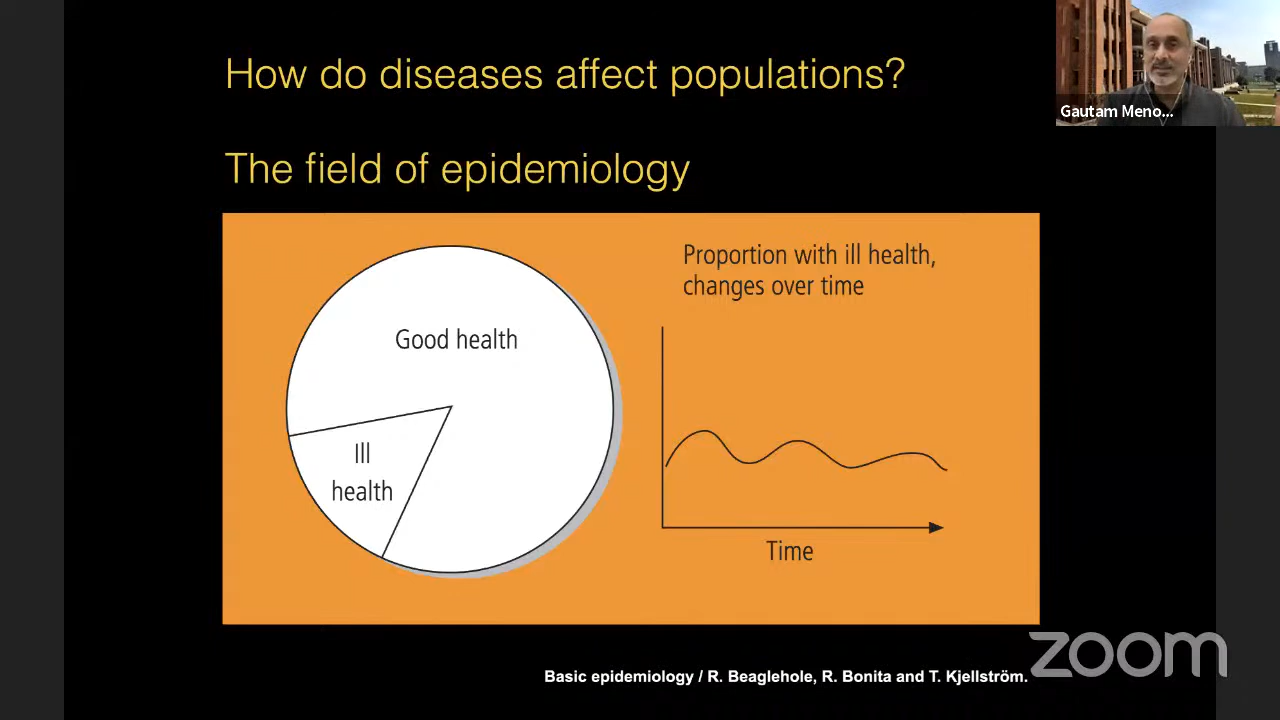 How do diseases affect populations?
Gautam Meno...
The field of epidemiology
Proportion with ill health,
changes over time
Good health
Ill
health
Time
zoom
Basic epidemiology / R. Beaglehole, R. Bonita and T. Kjellström.